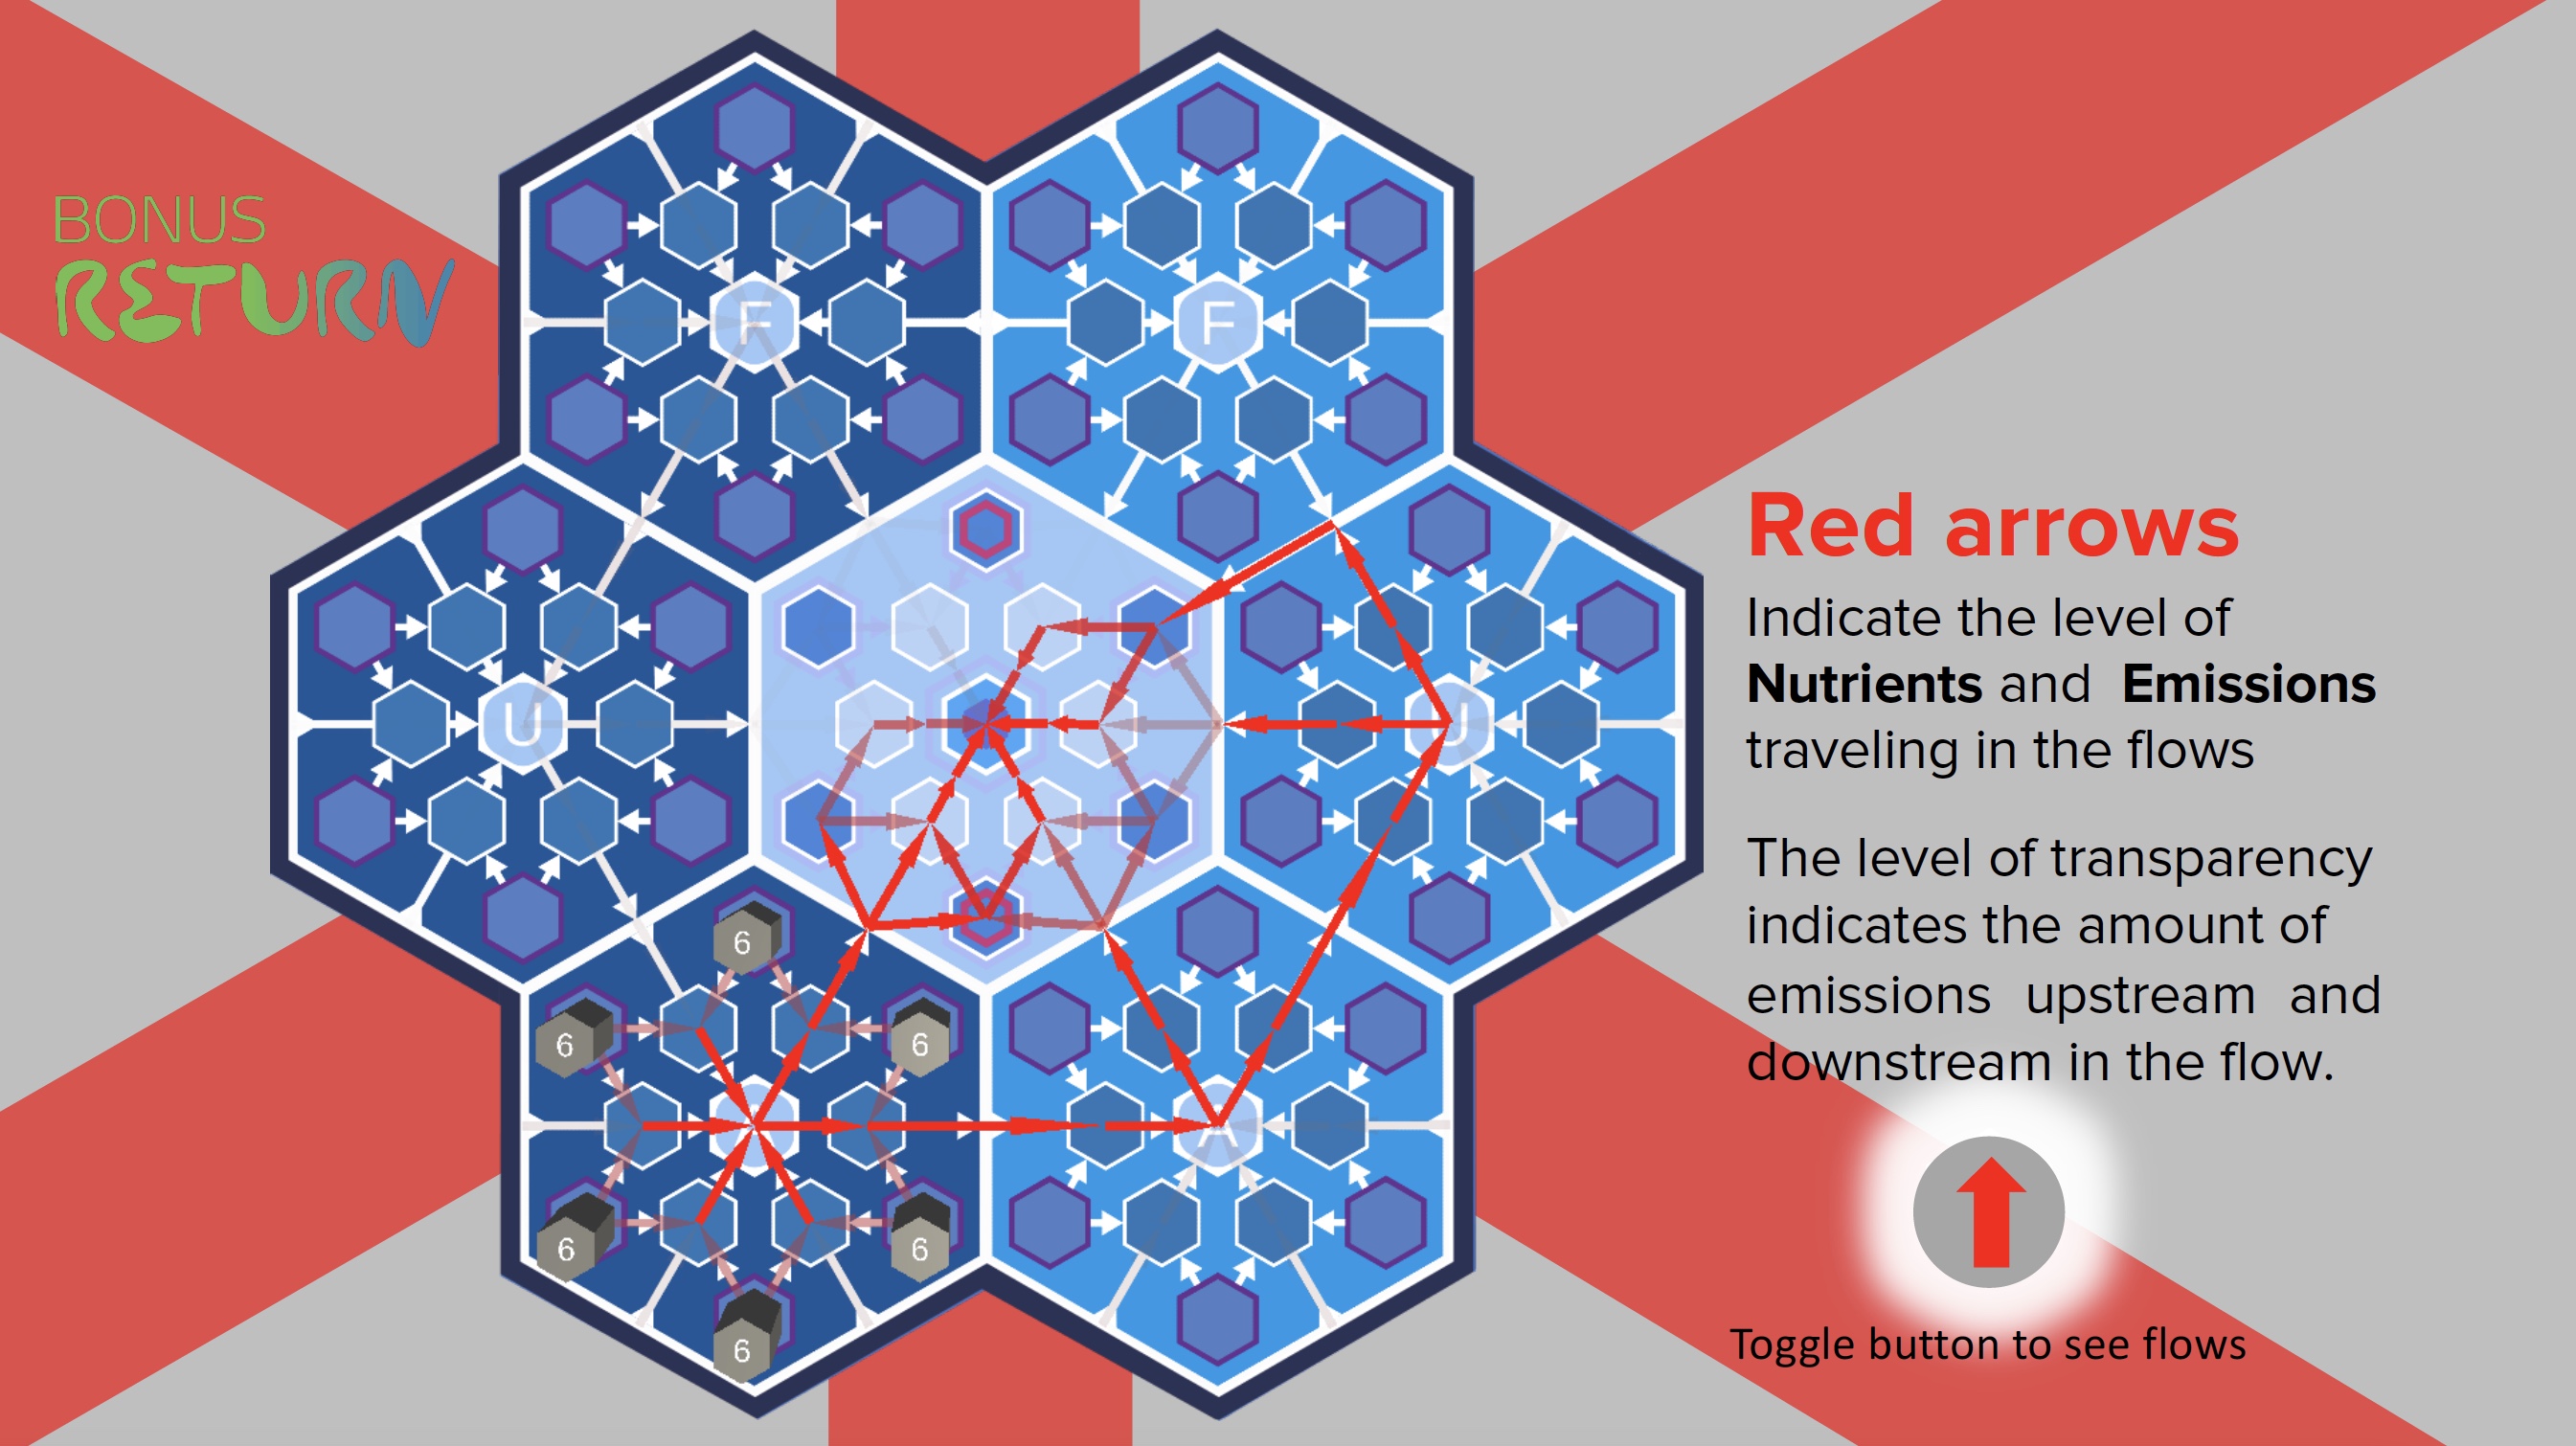 BONUS
RETURN
F
F
U
U
A
A
6
6
6
6
6
6
Red arrows
Indicate the level of
Nutrients and Emissions
traveling in the flows
The level of transparency
indicates the amount of
emissions upstream and
downstream in the flow.
Toggle button to see flows